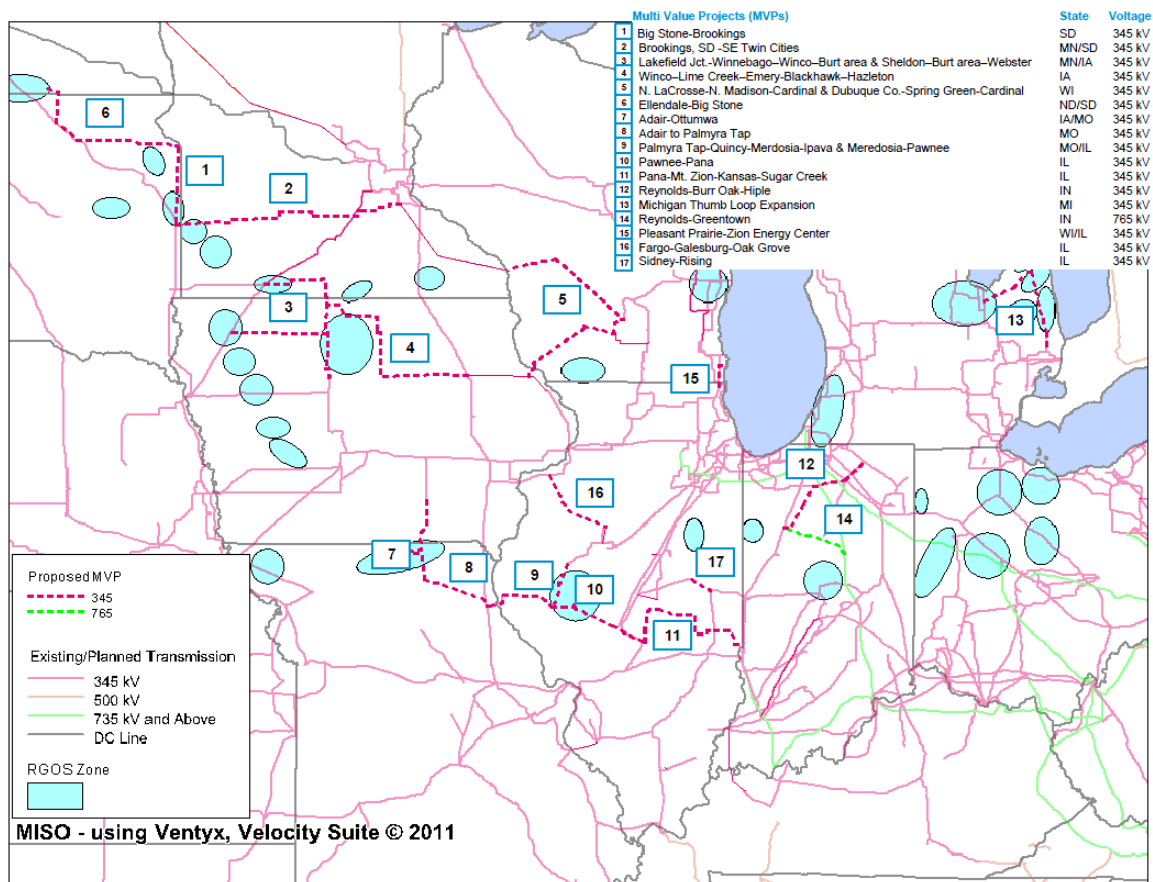 Multi Value Projects (MVPs) State Voltage
1 Big Stone-Brookings SD 345 kV
2 Brookings, SD -SE Twin Cities MN/SD 345 kV
3 Lakefield Jct.-Winnebago–Winco–Burt area & Sheldon–Burt area–Webster MN/IA 345 kV
4 Winco–Lime Creek–Emery-Blackhawk–Hazleton IA 345 kV
5 N. LaCrosse-N. Madison-Cardinal & Dubuque Co.-Spring Green-Cardinal WI 345 kV
6 Ellendale-Big Stone ND/SD 345 kV
7 Adair-Ottumwa IA/MO 345 kV
8 Adair to Palmyra Tap MO 345 kV
9 Palmyra Tap-Quincy-Merdosia-Ipava & Meredosia-Pawnee MO/IL 345 kV
10 Pawnee-Pana IL 345 kV
11 Pana-Mt. Zion-Kansas-Sugar Creek IL 345 kV
12 Reynolds-Burr Oak-Hiple IN 345 kV
13 Michigan Thumb Loop Expansion MI 345 kV
14 Reynolds-Greentown IN 765 kV
15 Pleasant Prairie-Zion Energy Center WI/IL 345 kV
16 Fargo-Galesburg-Oak Grove IL 345 kV
17 Sidney-Rising IL 345 kV
6
1
2
3
5
13
4
15
12
16
14
7
8
9
10
17
11
Proposed MVP
345
765
Existing/Planned Transmission
345 kV
500 kV
735 kV and Above
DC Line
RGOS Zone
MISO - using Ventyx, Velocity Suite © 2011